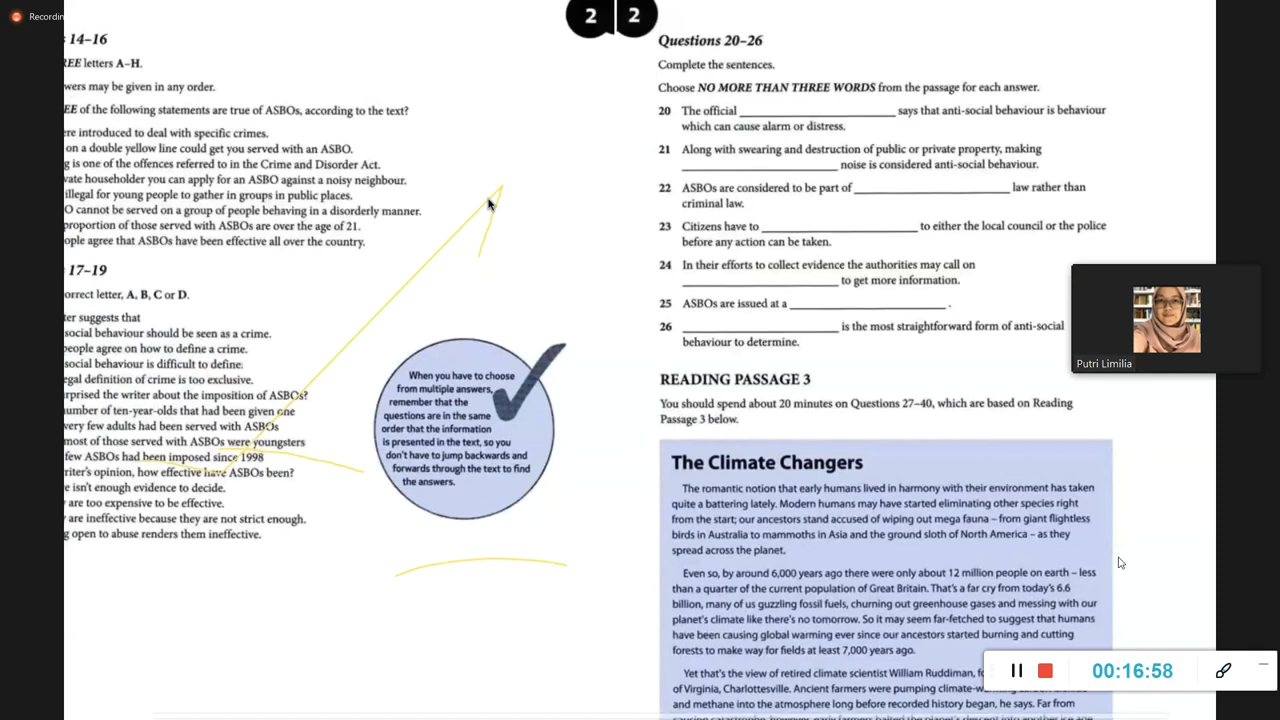 Recordin
2 2
14–16
REE letters A–H.
wers may be given in any order.
EE of the following statements are true of ASBOs, according to the text?
ere introduced to deal with specific crimes.
on a double yellow line could get you served with an ASBO.
g is one of the offences referred to in the Crime and Disorder Act.
vate householder you can apply for an ASBO against a noisy neighbour.
illegal for young people to gather in groups in public places.
O cannot be served on a group of people behaving in a disorderly manner.
proportion of those served with ASBOs are over the age of 21.
ople agree that ASBOs have been effective all over the country.
17–19
orrect letter, A, B, C or D.
ter suggests that
social behaviour should be seen as a crime.
people agree on how to define a crime.
social behaviour is difficult to define.
egal definition of crime is too exclusive.
rprised the writer about the imposition of ASBOs?
number of ten-year-olds that had been given one
very few adults had been served with ASBOs
most of those served with ASBOs were youngsters
few ASBOs had been imposed since 1998
riter's opinion, how effective have ASBOs been?
e isn't enough evidence to decide.
are too expensive to be effective.
are ineffective because they are not strict enough.
g open to abuse renders them ineffective.
When you have to choose
from multiple answers,
remember that the
questions are in the same
order that the information
is presented in the text, so you
don't have to jump backwards and
forwards through the text to find
the answers.
Questions 20–26
Complete the sentences.
Choose NO MORE THAN THREE WORDS from the passage for each answer.
20 The official ____ says that anti-social behaviour is behaviour
which can cause alarm or distress.
21 Along with swearing and destruction of public or private property, making
____ noise is considered anti-social behaviour.
22 ASBOs are considered to be part of ____ law rather than
criminal law.
23 Citizens have to ____ to either the local council or the police
before any action can be taken.
24 In their efforts to collect evidence the authorities may call on
____ to get more information.
25 ASBOs are issued at a ____ .
26 ____ is the most straightforward form of anti-social
behaviour to determine.
READING PASSAGE 3
You should spend about 20 minutes on Questions 27–40, which are based on Reading
Passage 3 below.
The Climate Changers
The romantic notion that early humans lived in harmony with their environment has taken
quite a battering lately. Modern humans may have started eliminating other species right
from the start; our ancestors stand accused of wiping out mega fauna – from giant flightless
birds in Australia to mammoths in Asia and the ground sloth of North America – as they
spread across the planet.
Even so, by around 6,000 years ago there were only about 12 million people on earth – less
than a quarter of the current population of Great Britain. That's a far cry from today's 6.6
billion, many of us guzzling fossil fuels, churning out greenhouse gases and messing with our
planet's climate like there's no tomorrow. So it may seem far-fetched to suggest that humans
have been causing global warming ever since our ancestors started burning and cutting
forests to make way for fields at least 7,000 years ago.
Yet that's the view of retired climate scientist William Ruddiman,
of Virginia, Charlottesville. Ancient farmers were pumping
and methane into the atmosphere long before recorded history began, he says. Far from
Putri Limilia
00:16:58